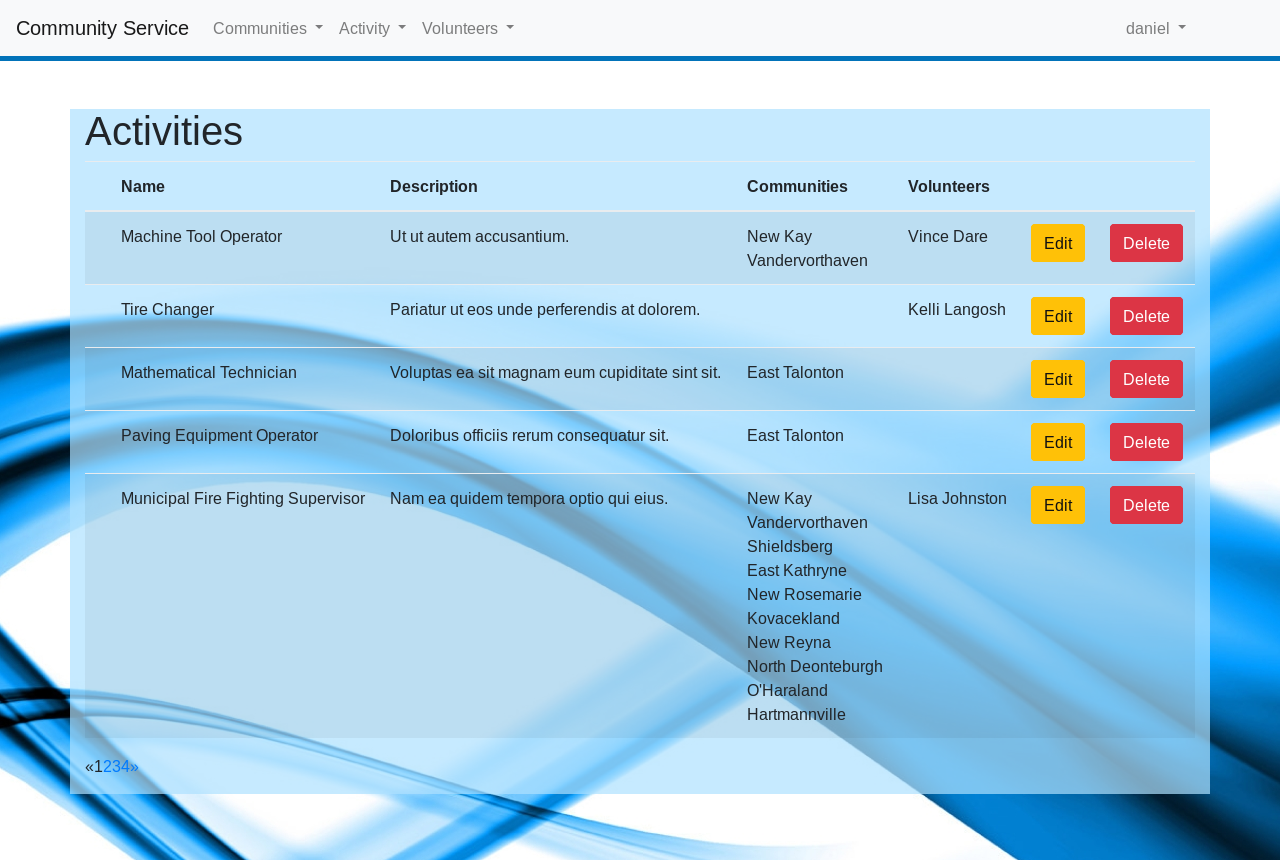 Community Service Communities Activity Volunteers daniel
Activities
Name Description Communities Volunteers
Machine Tool Operator Ut ut autem accusantium. New Kay Vince Dare Edit Delete
Vandervorthaven
Tire Changer Pariatur ut eos unde perferendis at dolorem. Kelli Langosh Edit Delete
Mathematical Technician Voluptas ea sit magnam eum cupiditate sint sit. East Talonton Edit Delete
Paving Equipment Operator Doloribus officiis rerum consequatur sit. East Talonton Edit Delete
Municipal Fire Fighting Supervisor Nam ea quidem tempora optio qui eius. New Kay Lisa Johnston Edit Delete
Vandervorthaven
Shieldsberg
East Kathryne
New Rosemarie
Kovacekland
New Reyna
North Deonteburgh
O'Haraland
Hartmannville
«1234»